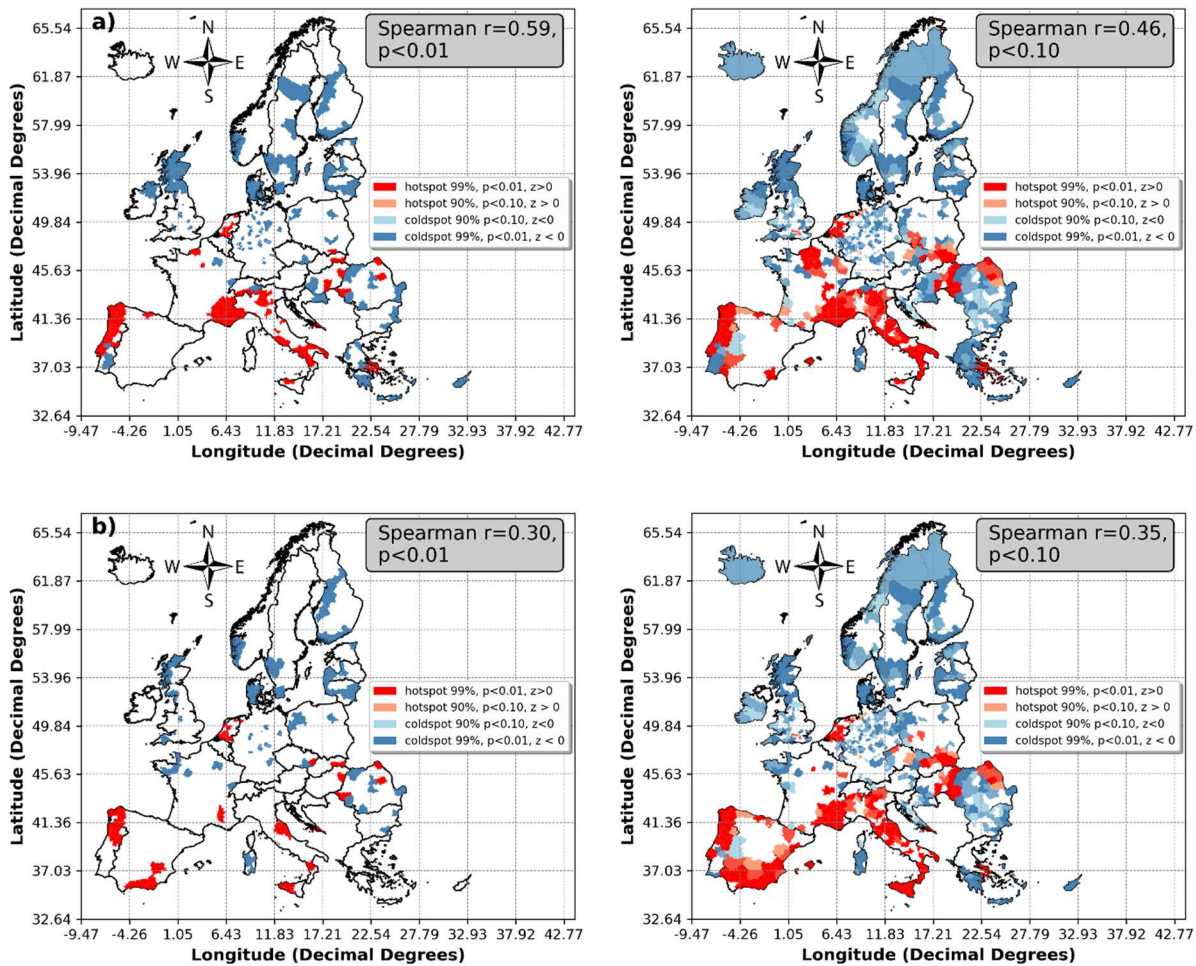 a)
Spearman r=0.59,
p<0.01
N
W E
S
hotspot 99%, p<0.01, z>0
hotspot 90%, p<0.10, z > 0
coldspot 90% p<0.10, z<0
coldspot 99%, p<0.01, z < 0
65.54
61.87
57.99
53.96
49.84
45.63
41.36
37.03
32.64
Latitude (Decimal Degrees)
-9.47 -4.26 1.05 6.43 11.83 17.21 22.54 27.79 32.93 42.77
Longitude (Decimal Degrees)
Spearman r=0.46,
p<0.10
N
W E
S
hotspot 99%, p<0.01, z>0
hotspot 90%, p<0.10, z > 0
coldspot 90% p<0.10, z<0
coldspot 99%, p<0.01, z < 0
65.54
61.87
57.99
53.96
49.84
45.63
41.36
37.03
32.64
Latitude (Decimal Degrees)
-9.47 -4.26 1.05 6.43 11.83 17.21 22.54 27.79 32.93 42.77
Longitude (Decimal Degrees)
b)
Spearman r=0.30,
p<0.01
N
W E
S
hotspot 99%, p<0.01, z>0
hotspot 90%, p<0.10, z > 0
coldspot 90% p<0.10, z<0
coldspot 99%, p<0.01, z < 0
65.54
61.87
57.99
53.96
49.84
45.63
41.36
37.03
32.64
Latitude (Decimal Degrees)
-9.47 -4.26 1.05 6.43 11.83 17.21 22.54 27.79 32.93 42.77
Longitude (Decimal Degrees)
Spearman r=0.35,
p<0.10
N
W E
S
hotspot 99%, p<0.01, z>0
hotspot 90%, p<0.10, z > 0
coldspot 90% p<0.10, z<0
coldspot 99%, p<0.01, z < 0
65.54
61.87
57.99
53.96
49.84
45.63
41.36
37.03
32.64
Latitude (Decimal Degrees)
-9.47 -4.26 1.05 6.43 11.83 17.21 22.54 27.79 32.93 42.77
Longitude (Decimal Degrees)